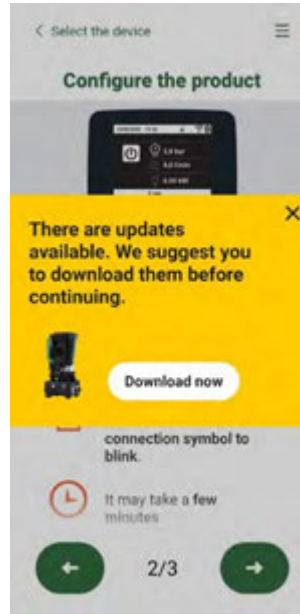 < Select the device
Configure the product
There are updates
available. We suggest you
to download them before
continuing.
Download now
connection symbol to
blink.
It may take a few
minutes
2/3